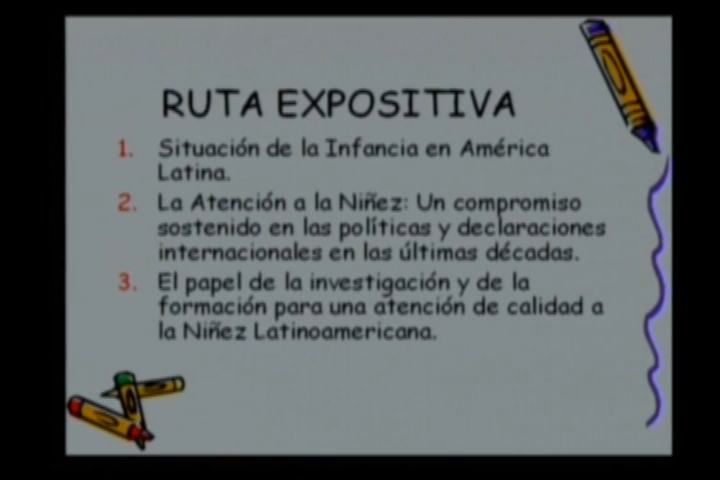 RUTA EXPOSITIVA
1. Situación de la Infancia en América
Latina.
2. La Atención a la Niñez: Un compromiso
sostenido en las políticas y declaraciones
internacionales en las últimas décadas.
3. El papel de la investigación y de la
formación para una atención de calidad a
la Niñez Latinoamericana.